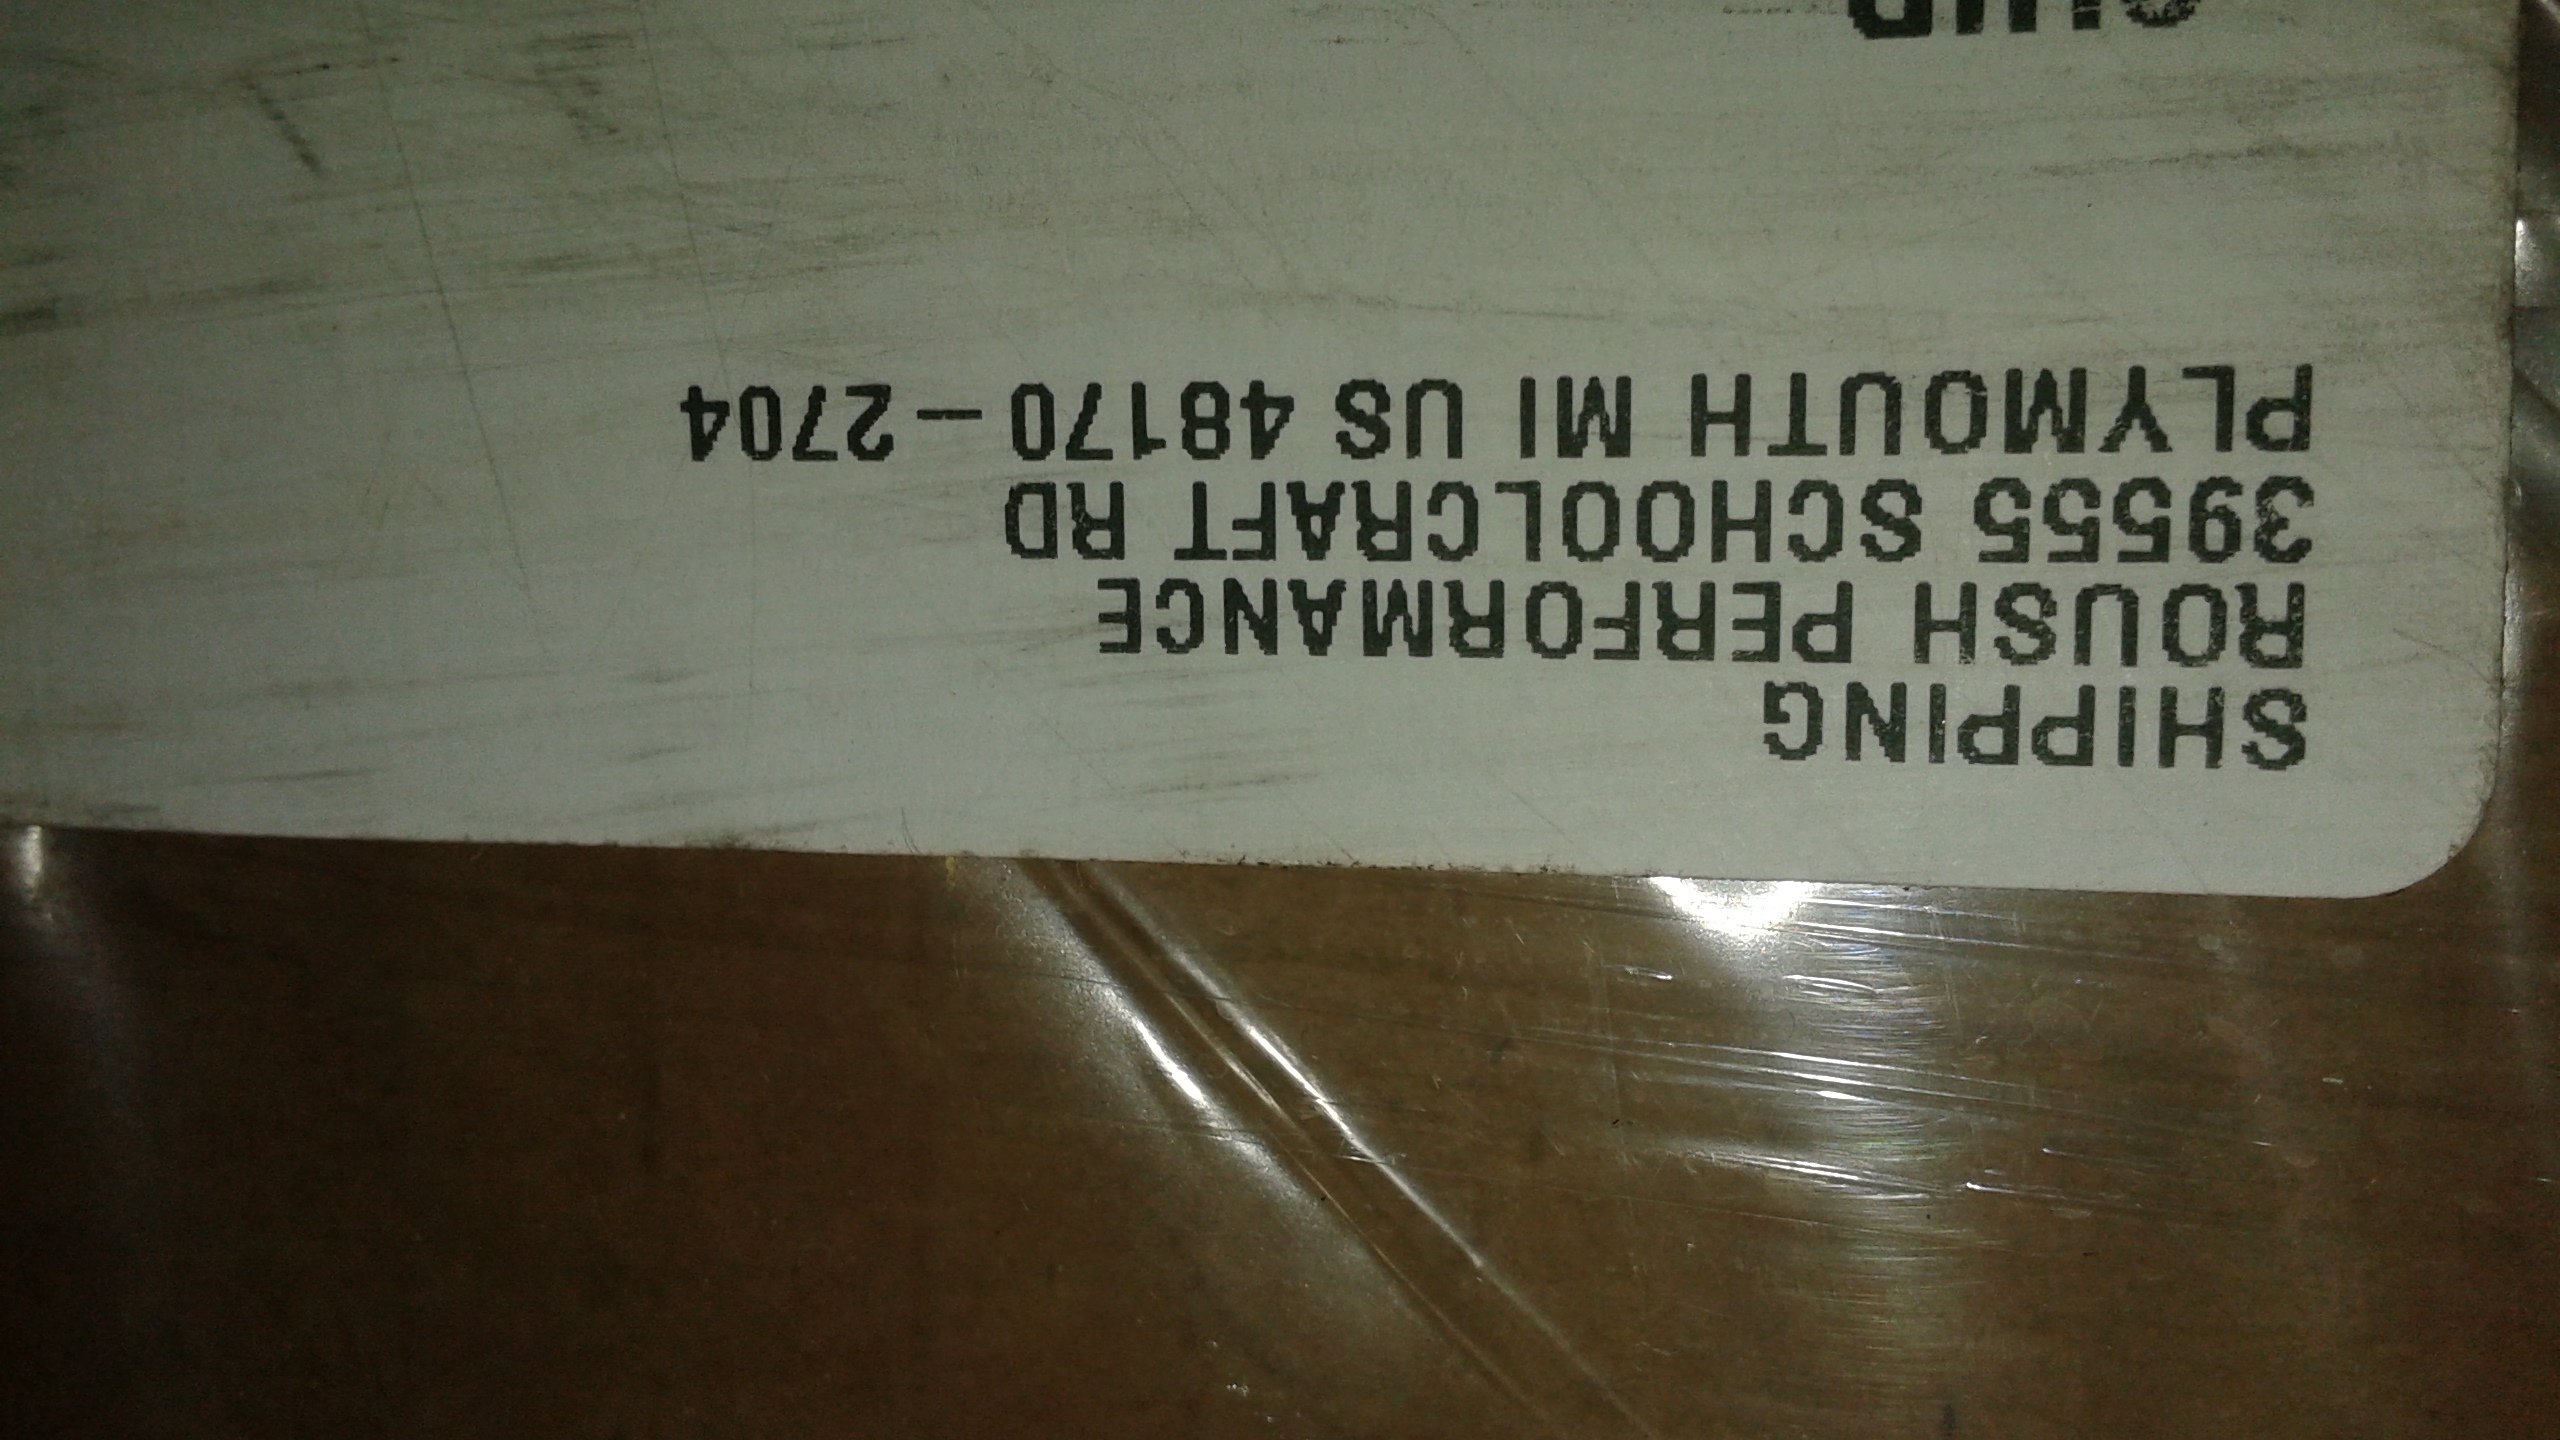 SHIPPING
ROUSH PERFORMANCE
39555 SCHOOLCRAFT RD
PLYMOUTH MI US 48170-2704